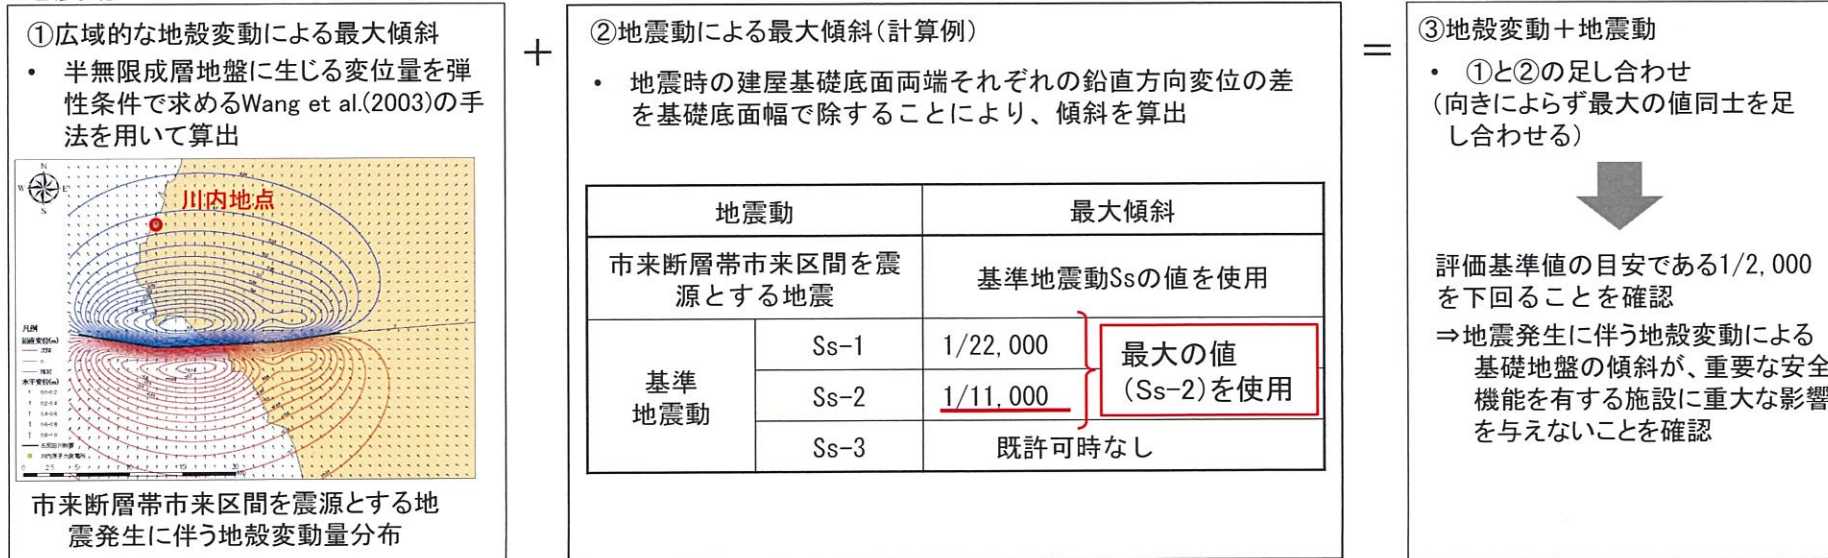 ①広域的な地殻変動による最大傾斜
• 半無限成層地盤に生じる変位量を弾
性条件で求めるWang et al.(2003)の手
法を用いて算出
N
W
E
S
川内地点
凡例
鉛直変位(m)
水平変位(m)
市来断層帯市来区間を震源とする地
震発生に伴う地殻変動量分布
+
②地震動による最大傾斜(計算例)
• 地震時の建屋基礎底面両端それぞれの鉛直方向変位の差
を基礎底面幅で除することにより、傾斜を算出
地震動 最大傾斜
市来断層帯市来区間を震
源とする地震
基準地震動Ssの値を使用
基準
地震動
Ss-1 1/22,000
Ss-2 1/11,000
Ss-3 既許可時なし
最大の値
(Ss-2)を使用
=
③地殻変動+地震動
• ①と②の足し合わせ
(向きによらず最大の値同士を足
し合わせる)
評価基準値の目安である1/2,000
を下回ることを確認
⇒地震発生に伴う地殻変動による
基礎地盤の傾斜が、重要な安全
機能を有する施設に重大な影響
を与えないことを確認